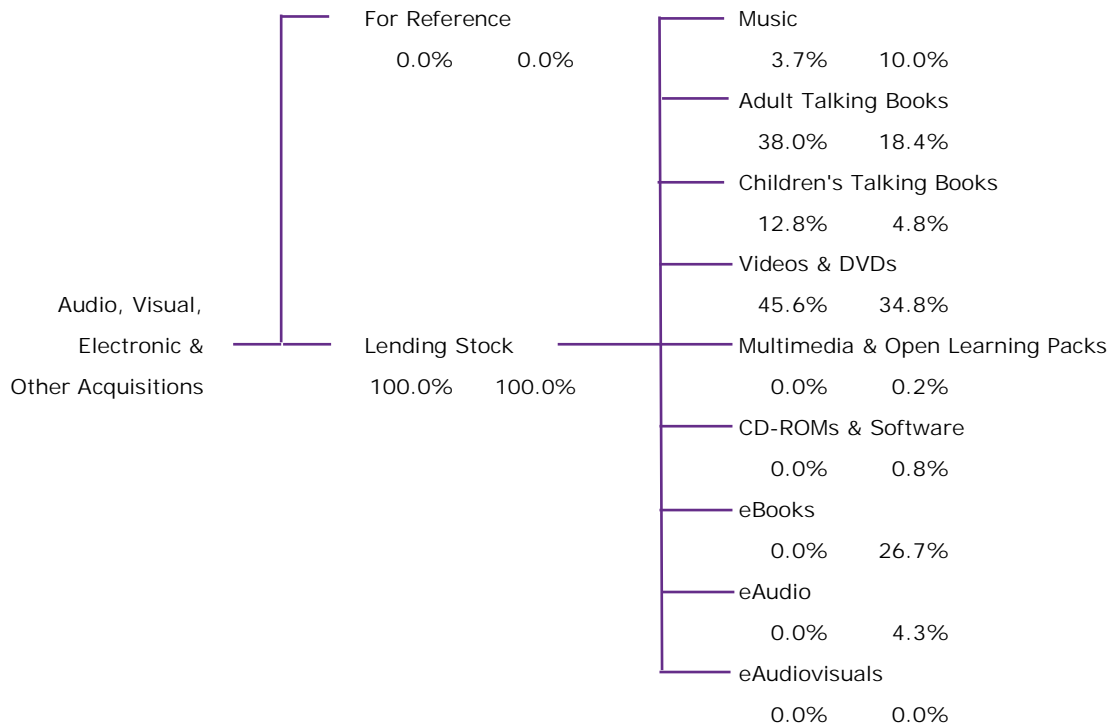 For Reference
0.0% 0.0%
Audio, Visual,
Electronic &
Other Acquisitions
Lending Stock
100.0% 100.0%
Music
3.7% 10.0%
Adult Talking Books
38.0% 18.4%
Children's Talking Books
12.8% 4.8%
Videos & DVDs
45.6% 34.8%
Multimedia & Open Learning Packs
0.0% 0.2%
CD-ROMs & Software
0.0% 0.8%
eBooks
0.0% 26.7%
eAudio
0.0% 4.3%
eAudiovisuals
0.0% 0.0%